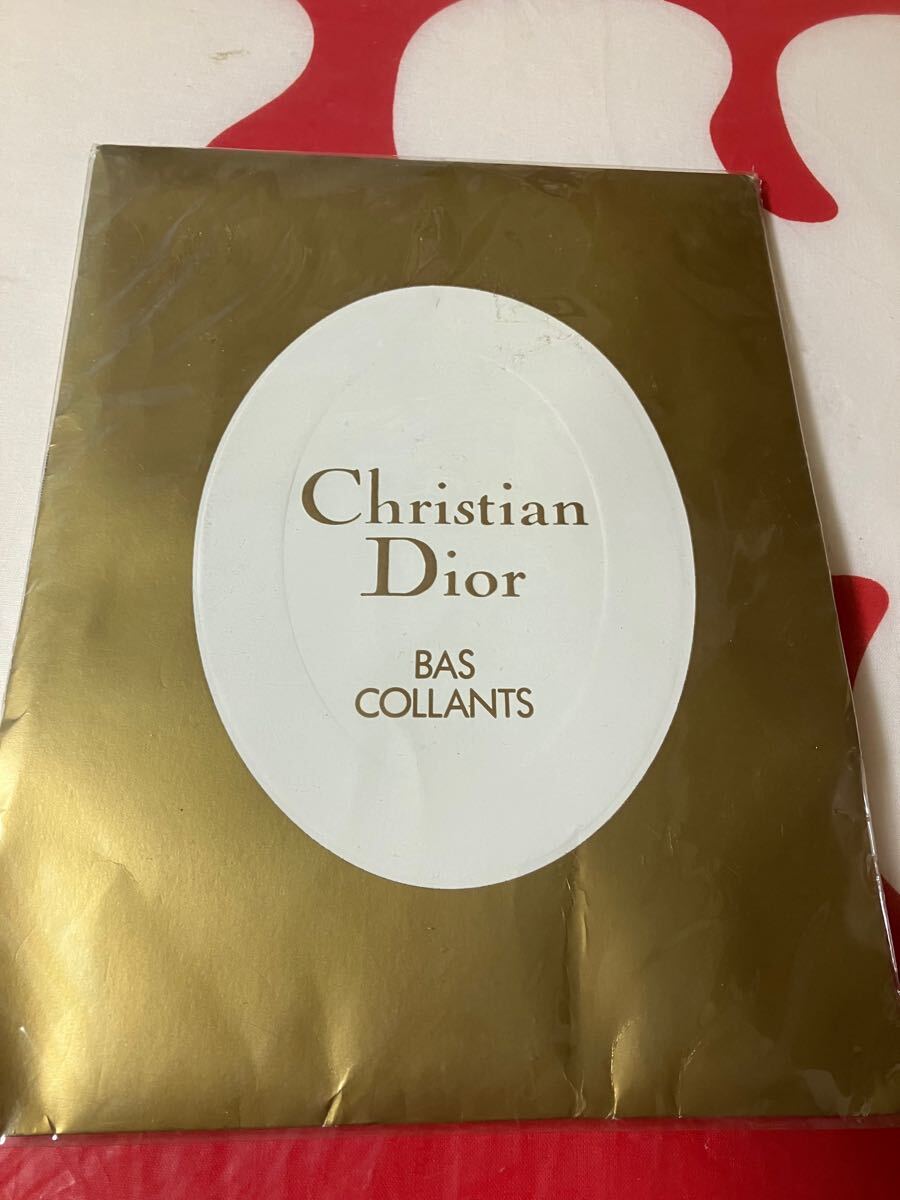 Christian
Dior
BAS
COLLANTS